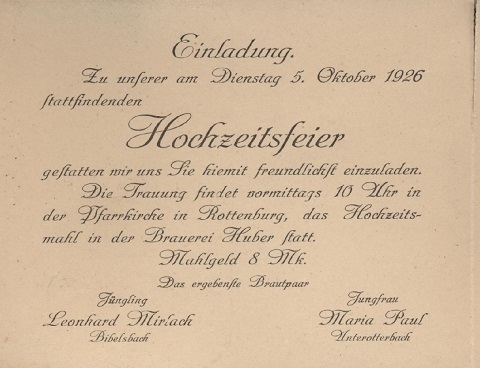 Einladung.
Zu unſerer am Dienstag 5. Oktober 1926
ſtattfindenden
Hochzeitsfeier
geſtatten wir uns Sie hiemit freundlichſt einzuladen.
Die Trauung findet vormittags 10 Uhr in
der Pfarrkirche in Rottenburg, das Hochzeits-
mahl in der Brauerei Huber ſtatt.
Mahlgeld 8 Mk.
Das ergebenſte Brautpaar
Jüngling
Leonhard
Bibelsbach
Jungfrau
Maria Paul
Unterotterbach